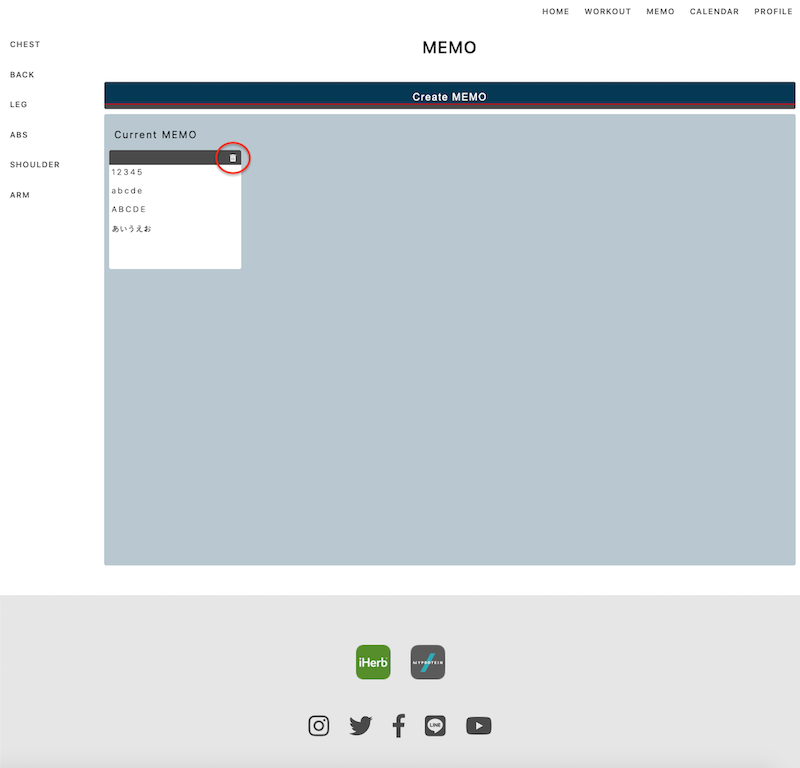 HOME WORKOUT MEMO CALENDAR PROFILE
CHEST
BACK
LEG
ABS
SHOULDER
ARM
MEMO
Create MEMO
Current MEMO
12345
abcde
ABCDE
あいうえお
iHerb
MYPROTEIN
LINE